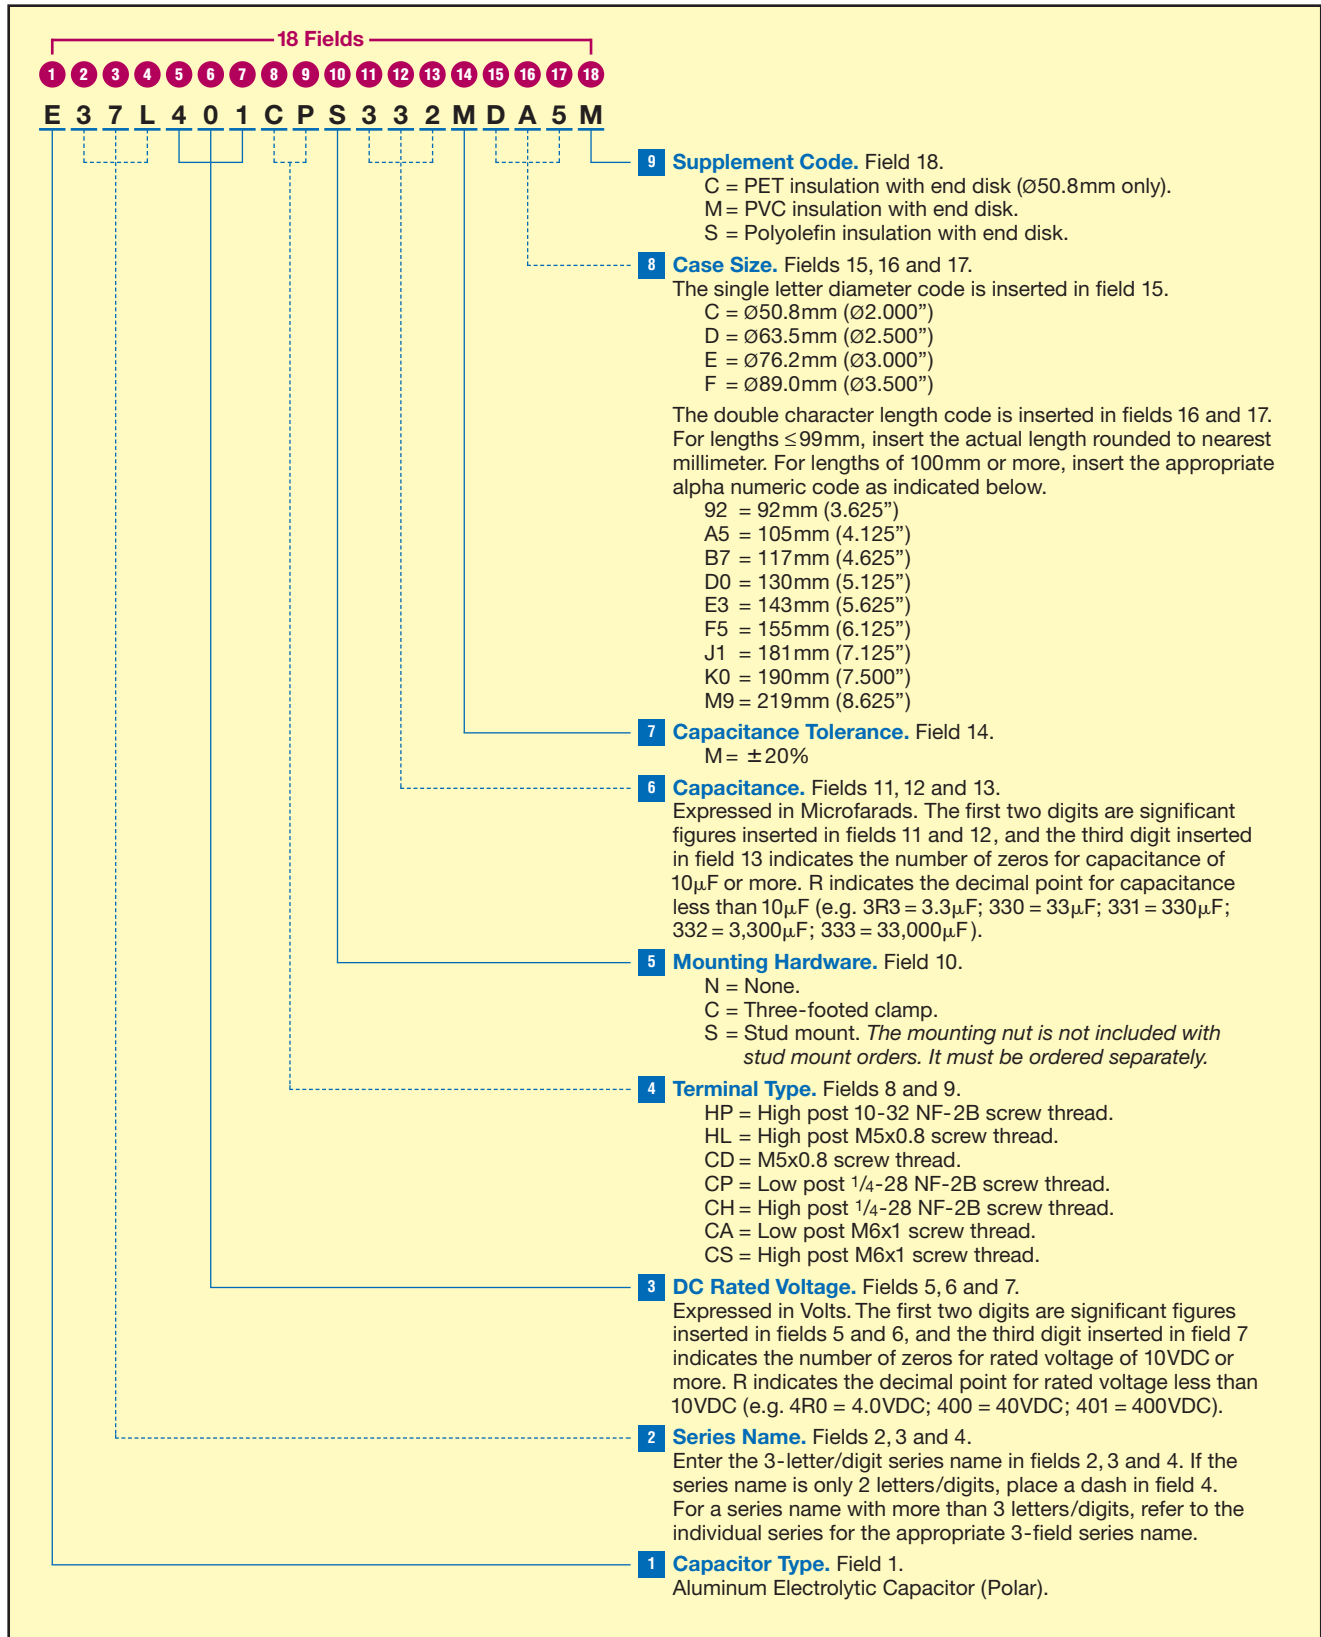 18 Fields
1 2 3 4 5 6 7 8 9 10 11 12 13 14 15 16 17 18
E 3 7 L 4 0 1 C P S 3 3 2 M D A 5 M
9 Supplement Code. Field 18.
C = PET insulation with end disk (Ø50.8mm only).
M = PVC insulation with end disk.
S = Polyolefin insulation with end disk.
8 Case Size. Fields 15, 16 and 17.
The single letter diameter code is inserted in field 15.
C = Ø50.8mm (Ø2.000”)
D = Ø63.5mm (Ø2.500”)
E = Ø76.2mm (Ø3.000”)
F = Ø89.0mm (Ø3.500”)
The double character length code is inserted in fields 16 and 17.
For lengths ≤99mm, insert the actual length rounded to nearest
millimeter. For lengths of 100mm or more, insert the appropriate
alpha numeric code as indicated below.
92 = 92mm (3.625”)
A5 = 105mm (4.125”)
B7 = 117mm (4.625”)
D0 = 130mm (5.125”)
E3 = 143mm (5.625”)
F5 = 155mm (6.125”)
J1 = 181mm (7.125”)
K0 = 190mm (7.500”)
M9 = 219mm (8.625”)
7 Capacitance Tolerance. Field 14.
M = ±20%
6 Capacitance. Fields 11, 12 and 13.
Expressed in Microfarads. The first two digits are significant
figures inserted in fields 11 and 12, and the third digit inserted
in field 13 indicates the number of zeros for capacitance of
10µF or more. R indicates the decimal point for capacitance
less than 10µF (e.g. 3R3 = 3.3µF; 330 = 33µF; 331 = 330µF;
332 = 3,300µF; 333 = 33,000µF).
5 Mounting Hardware. Field 10.
N = None.
C = Three-footed clamp.
S = Stud mount. The mounting nut is not included with
stud mount orders. It must be ordered separately.
4 Terminal Type. Fields 8 and 9.
HP = High post 10-32 NF-2B screw thread.
HL = High post M5x0.8 screw thread.
CD = M5x0.8 screw thread.
CP = Low post 1/4-28 NF-2B screw thread.
CH = High post 1/4-28 NF-2B screw thread.
CA = Low post M6x1 screw thread.
CS = High post M6x1 screw thread.
3 DC Rated Voltage. Fields 5, 6 and 7.
Expressed in Volts. The first two digits are significant figures
inserted in fields 5 and 6, and the third digit inserted in field 7
indicates the number of zeros for rated voltage of 10VDC or
more. R indicates the decimal point for rated voltage less than
10VDC (e.g. 4R0 = 4.0VDC; 400 = 40VDC; 401 = 400VDC).
2 Series Name. Fields 2, 3 and 4.
Enter the 3-letter/digit series name in fields 2, 3 and 4. If the
series name is only 2 letters/digits, place a dash in field 4.
For a series name with more than 3 letters/digits, refer to the
individual series for the appropriate 3-field series name.
1 Capacitor Type. Field 1.
Aluminum Electrolytic Capacitor (Polar).